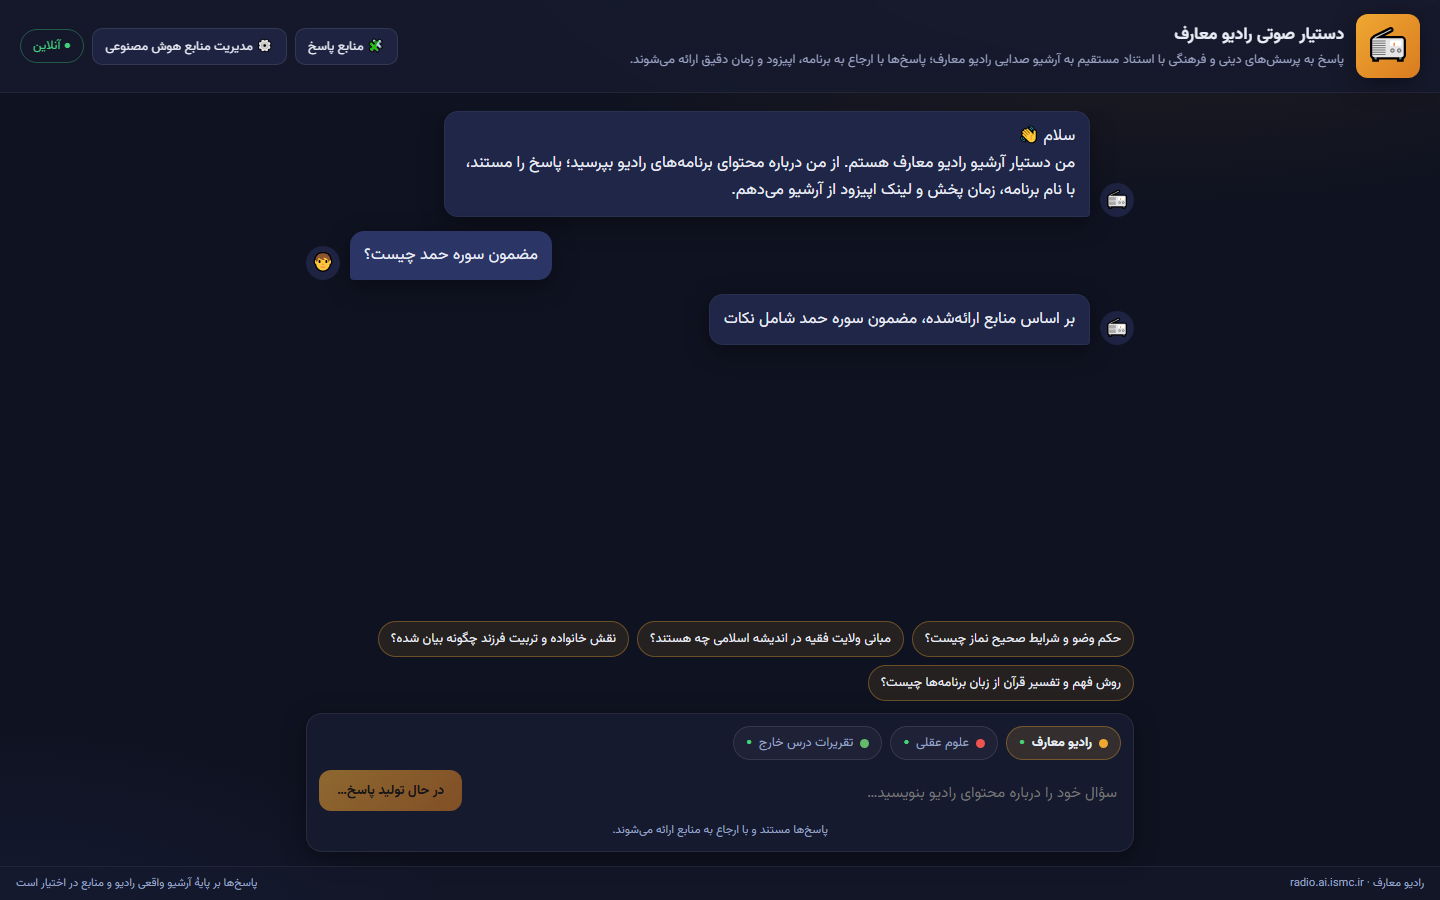 دستیار صوتی رادیو معارف
پاسخ به پرسش‌های دینی و فرهنگی با استناد مستقیم به آرشیو صدایی رادیو معارف؛ پاسخ‌ها با ارجاع به برنامه، اپیزود و زمان دقیق ارائه می‌شوند.
منابع پاسخ
مدیریت منابع هوش مصنوعی
آنلاین
سلام 👋
من دستیار آرشیو رادیو معارف هستم. از من درباره محتوای برنامه‌های رادیو بپرسید؛ پاسخ را مستند،
با نام برنامه، زمان پخش و لینک اپیزود از آرشیو می‌دهم.
مضمون سوره حمد چیست؟
بر اساس منابع ارائه‌شده، مضمون سوره حمد شامل نکات
حکم وضو و شرایط صحیح نماز چیست؟
مبانی ولایت فقیه در اندیشه اسلامی چه هستند؟
نقش خانواده و تربیت فرزند چگونه بیان شده؟
روش فهم و تفسیر قرآن از زبان برنامه‌ها چیست؟
رادیو معارف
علوم عقلی
تقریرات درس خارج
سؤال خود را درباره محتوای رادیو بنویسید…
در حال تولید پاسخ…
پاسخ‌ها مستند و با ارجاع به منابع ارائه می‌شوند.
رادیو معارف · radio.ai.ismc.ir
پاسخ‌ها بر پایهٔ آرشیو واقعی رادیو و منابع در اختیار است